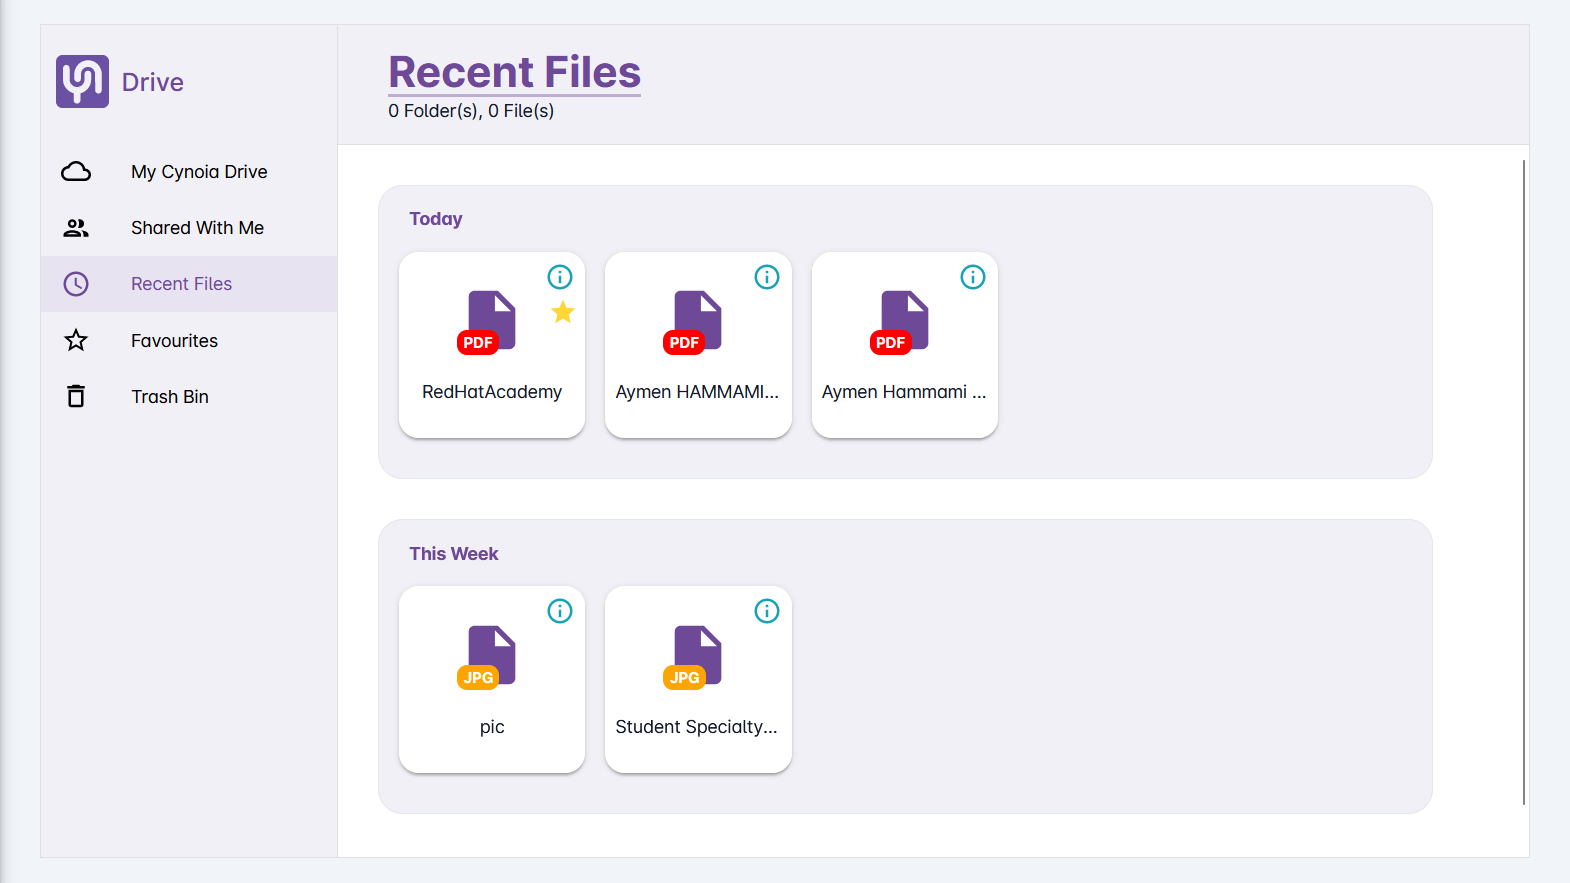 Drive
My Cynoia Drive
Shared With Me
Recent Files
Favourites
Trash Bin
Recent Files
0 Folder(s), 0 File(s)
Today
PDF
RedHatAcademy
PDF
Aymen HAMMAMI...
PDF
Aymen Hammami ...
This Week
JPG
pic
JPG
Student Specialty...